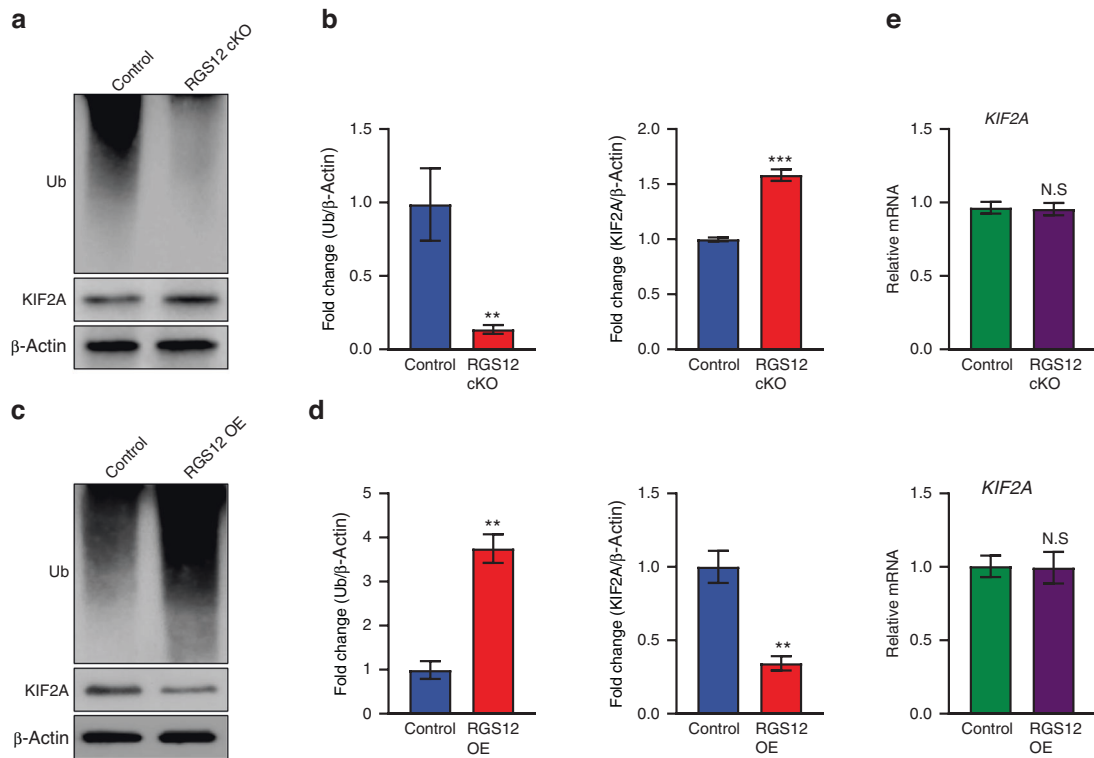 a
Control
RGS12 cKO
Ub
KIF2A
β-Actin
b
Fold change (Ub/β-Actin)
1.5
1.0
0.5
0.0
**
Control
RGS12
cKO
Fold change (KIF2A/β-Actin)
2.0
1.5
1.0
0.5
0.0
***
Control
RGS12
cKO
e
KIF2A
Relative mRNA
1.5
1.0
0.5
0.0
N.S
Control
RGS12
cKO
c
Control
RGS12 OE
Ub
KIF2A
β-Actin
d
Fold change (Ub/β-Actin)
5
4
3
2
1
0
**
Control
RGS12
OE
Fold change (KIF2A/β-Actin)
1.5
1.0
0.5
0.0
**
Control
RGS12
OE
KIF2A
Relative mRNA
1.5
1.0
0.5
0.0
N.S
Control
RGS12
OE